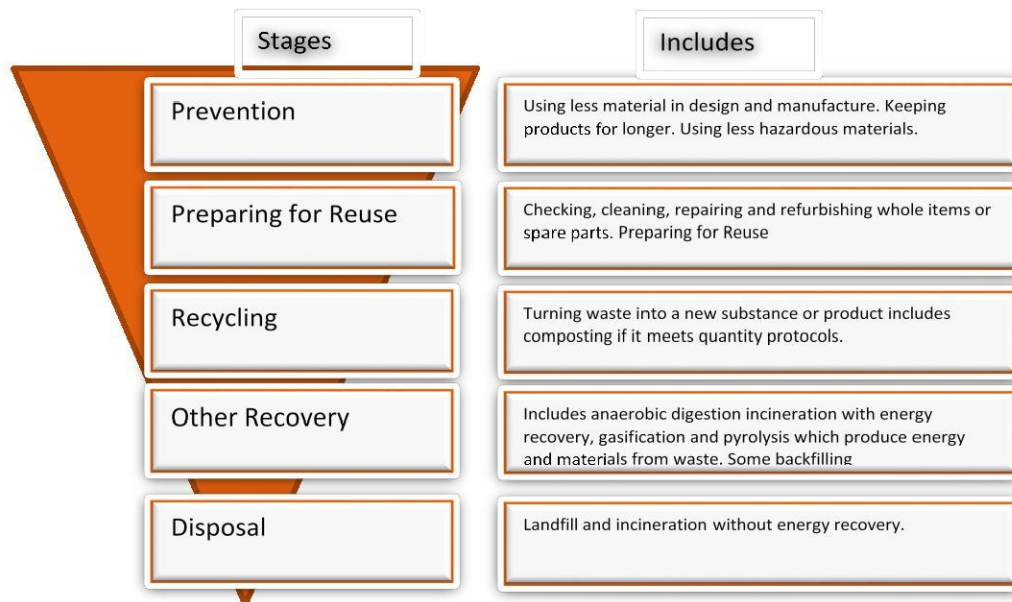 Stages
Includes
Prevention
Using less material in design and manufacture. Keeping
products for longer. Using less hazardous materials.
Preparing for Reuse
Checking, cleaning, repairing and refurbishing whole items or
spare parts. Preparing for Reuse
Recycling
Turning waste into a new substance or product includes
composting if it meets quantity protocols.
Other Recovery
Includes anaerobic digestion incineration with energy
recovery, gasification and pyrolysis which produce energy
and materials from waste. Some backfilling
Disposal
Landfill and incineration without energy recovery.